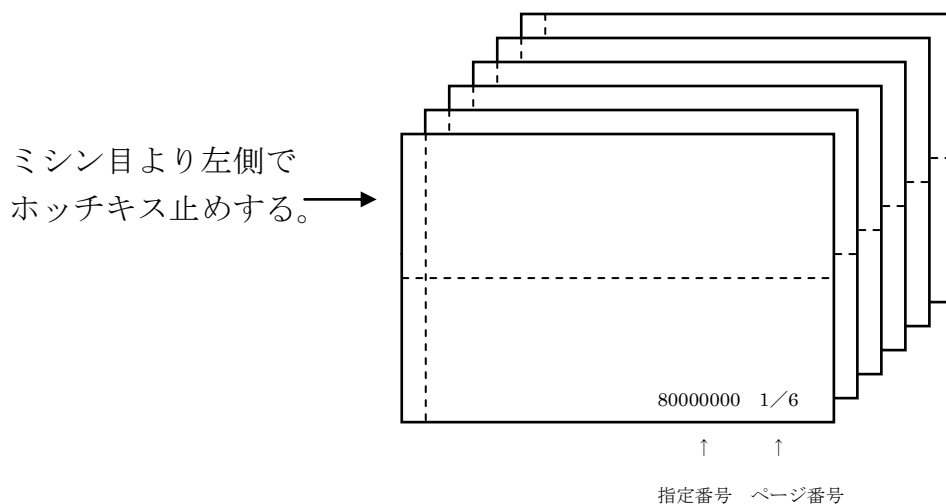 ミシン目より左側で
ホッチキス止めする。
80000000 1／6
↑ ↑
指定番号 ページ番号